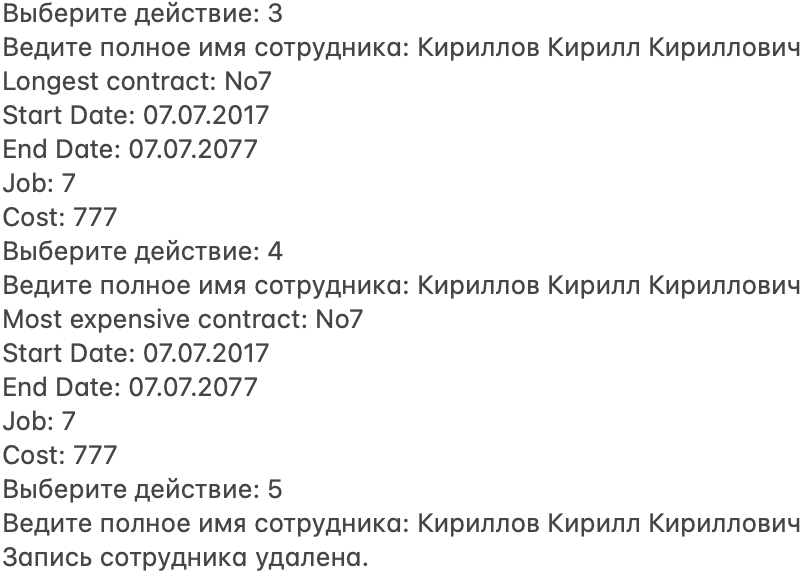 Выберите действие: 3
Ведите полное имя сотрудника: Кириллов Кирилл Кириллович
Longest contract: No7
Start Date: 07.07.2017
End Date: 07.07.2077
Job: 7
Cost: 777
Выберите действие: 4
Ведите полное имя сотрудника: Кириллов Кирилл Кириллович
Most expensive contract: No7
Start Date: 07.07.2017
End Date: 07.07.2077
Job: 7
Cost: 777
Выберите действие: 5
Ведите полное имя сотрудника: Кириллов Кирилл Кириллович
Запись сотрудника удалена.